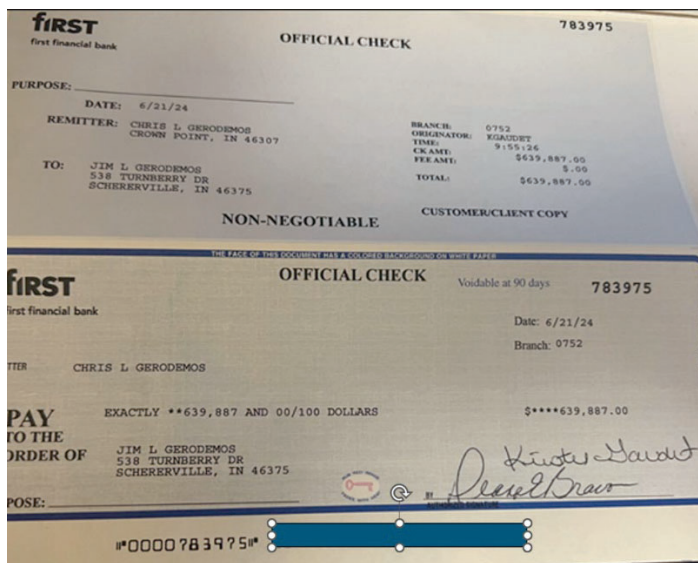 fiRST
first financial bank
OFFICIAL CHECK
783975
PURPOSE:
DATE: 6/21/24
REMITTER: CHRIS L GERODEMOS
CROWN POINT, IN 46307
BRANCH: 0752
ORIGINATOR: KGAUDET
TIME: 9:55:26
CK AMT: $639,887.00
FEE AMT: $.00
TOTAL: $639,887.00
TO: JIM L GERODEMOS
538 TURNBERRY DR
SCHERERVILLE, IN 46375
NON-NEGOTIABLE
CUSTOMER/CLIENT COPY
THE FACE OF THIS DOCUMENT HAS A COLORED BACKGROUND ON WHITE PAPER
fiRST
irst financial bank
OFFICIAL CHECK
Voidable at 90 days
783975
Date: 6/21/24
Branch: 0752
TTER CHRIS L GERODEMOS
PAY
TO THE
ORDER OF
EXACTLY **639,887 AND 00/100 DOLLARS
$****639,887.00
JIM L GERODEMOS
538 TURNBERRY DR
SCHERERVILLE, IN 46375
POSE:
BY
AUTHORIZED SIGNATURE
⑈0000783975⑈